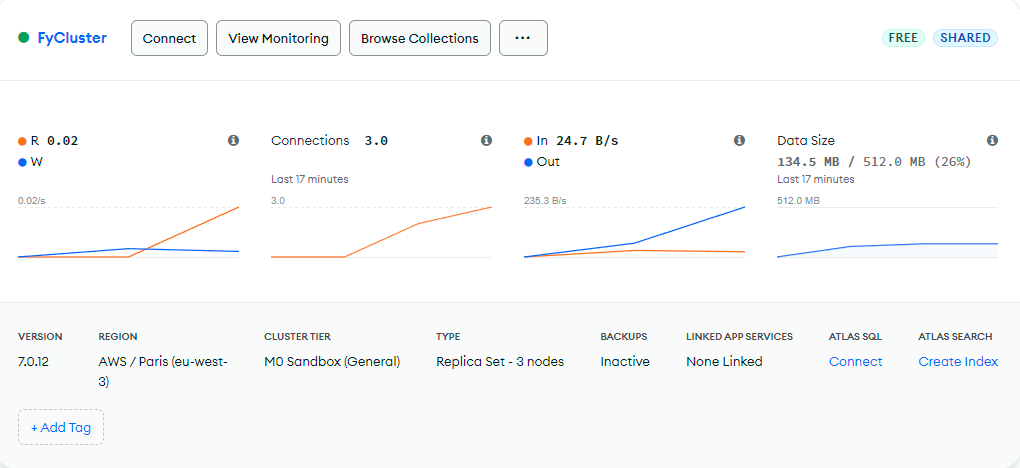 FyCluster
Connect
View Monitoring
Browse Collections
...
FREE
SHARED
R 0.02
W
0.02/s
Connections 3.0
Last 17 minutes
3.0
In 24.7 B/s
Out
235.3 B/s
Data Size
134.5 MB / 512.0 MB (26%)
Last 17 minutes
512.0 MB
VERSION
7.0.12
REGION
AWS / Paris (eu-west-
3)
CLUSTER TIER
M0 Sandbox (General)
TYPE
Replica Set - 3 nodes
BACKUPS
Inactive
LINKED APP SERVICES
None Linked
ATLAS SQL
Connect
ATLAS SEARCH
Create Index
+ Add Tag